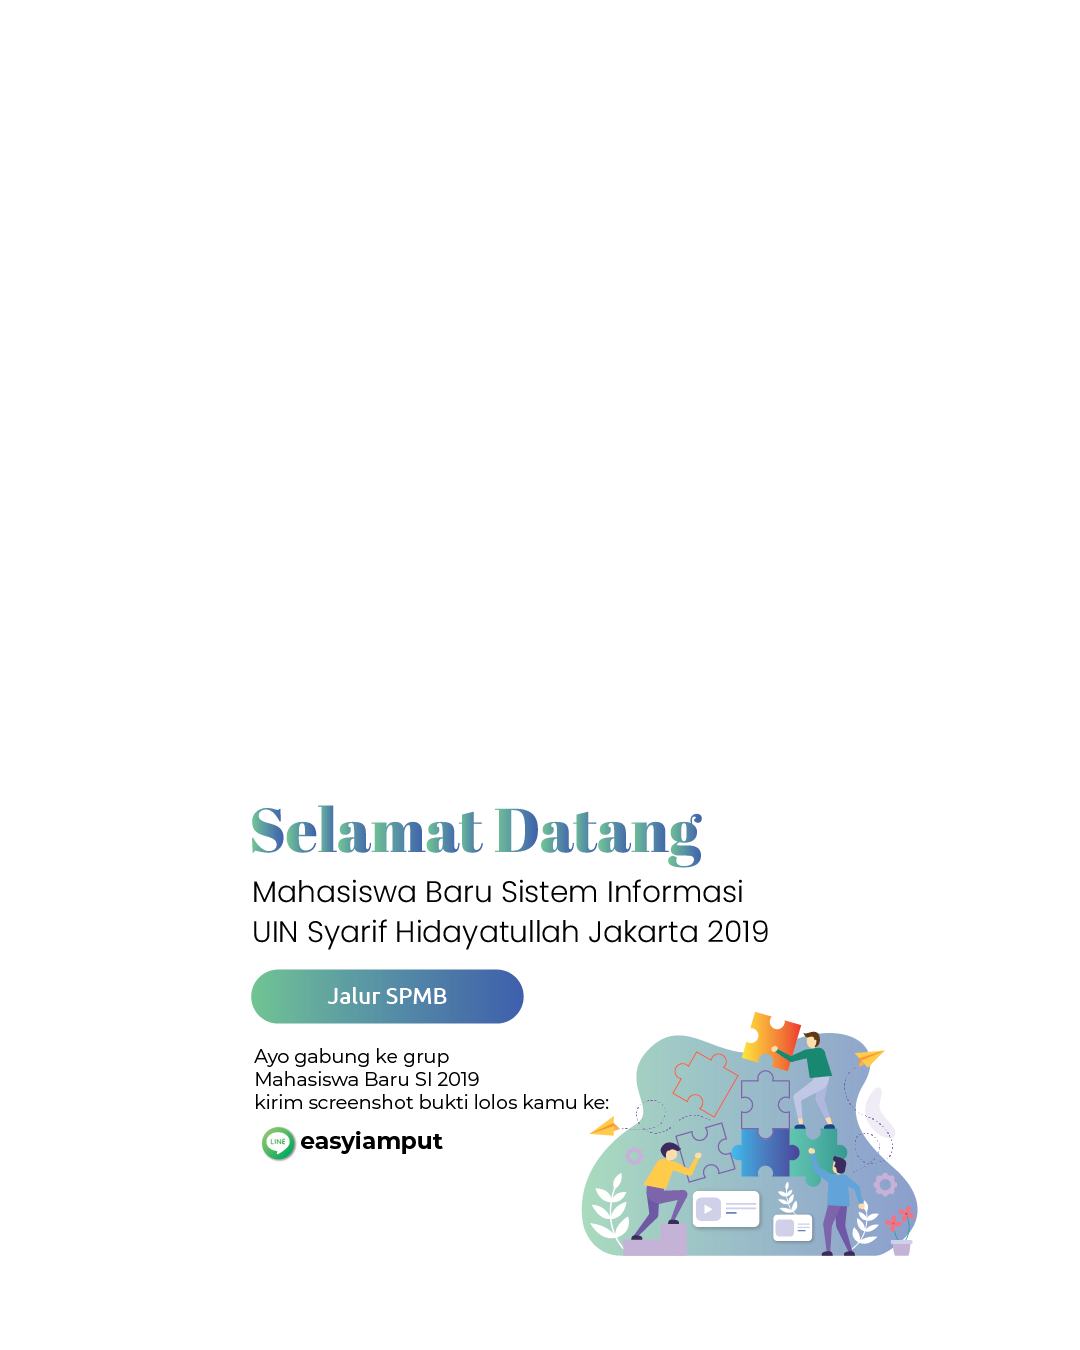 Selamat Datang
Mahasiswa Baru Sistem Informasi
UIN Syarif Hidayatullah Jakarta 2019
Jalur SPMB
Ayo gabung ke grup
Mahasiswa Baru SI 2019
kirim screenshot bukti lolos kamu ke:
LINE easyiamput